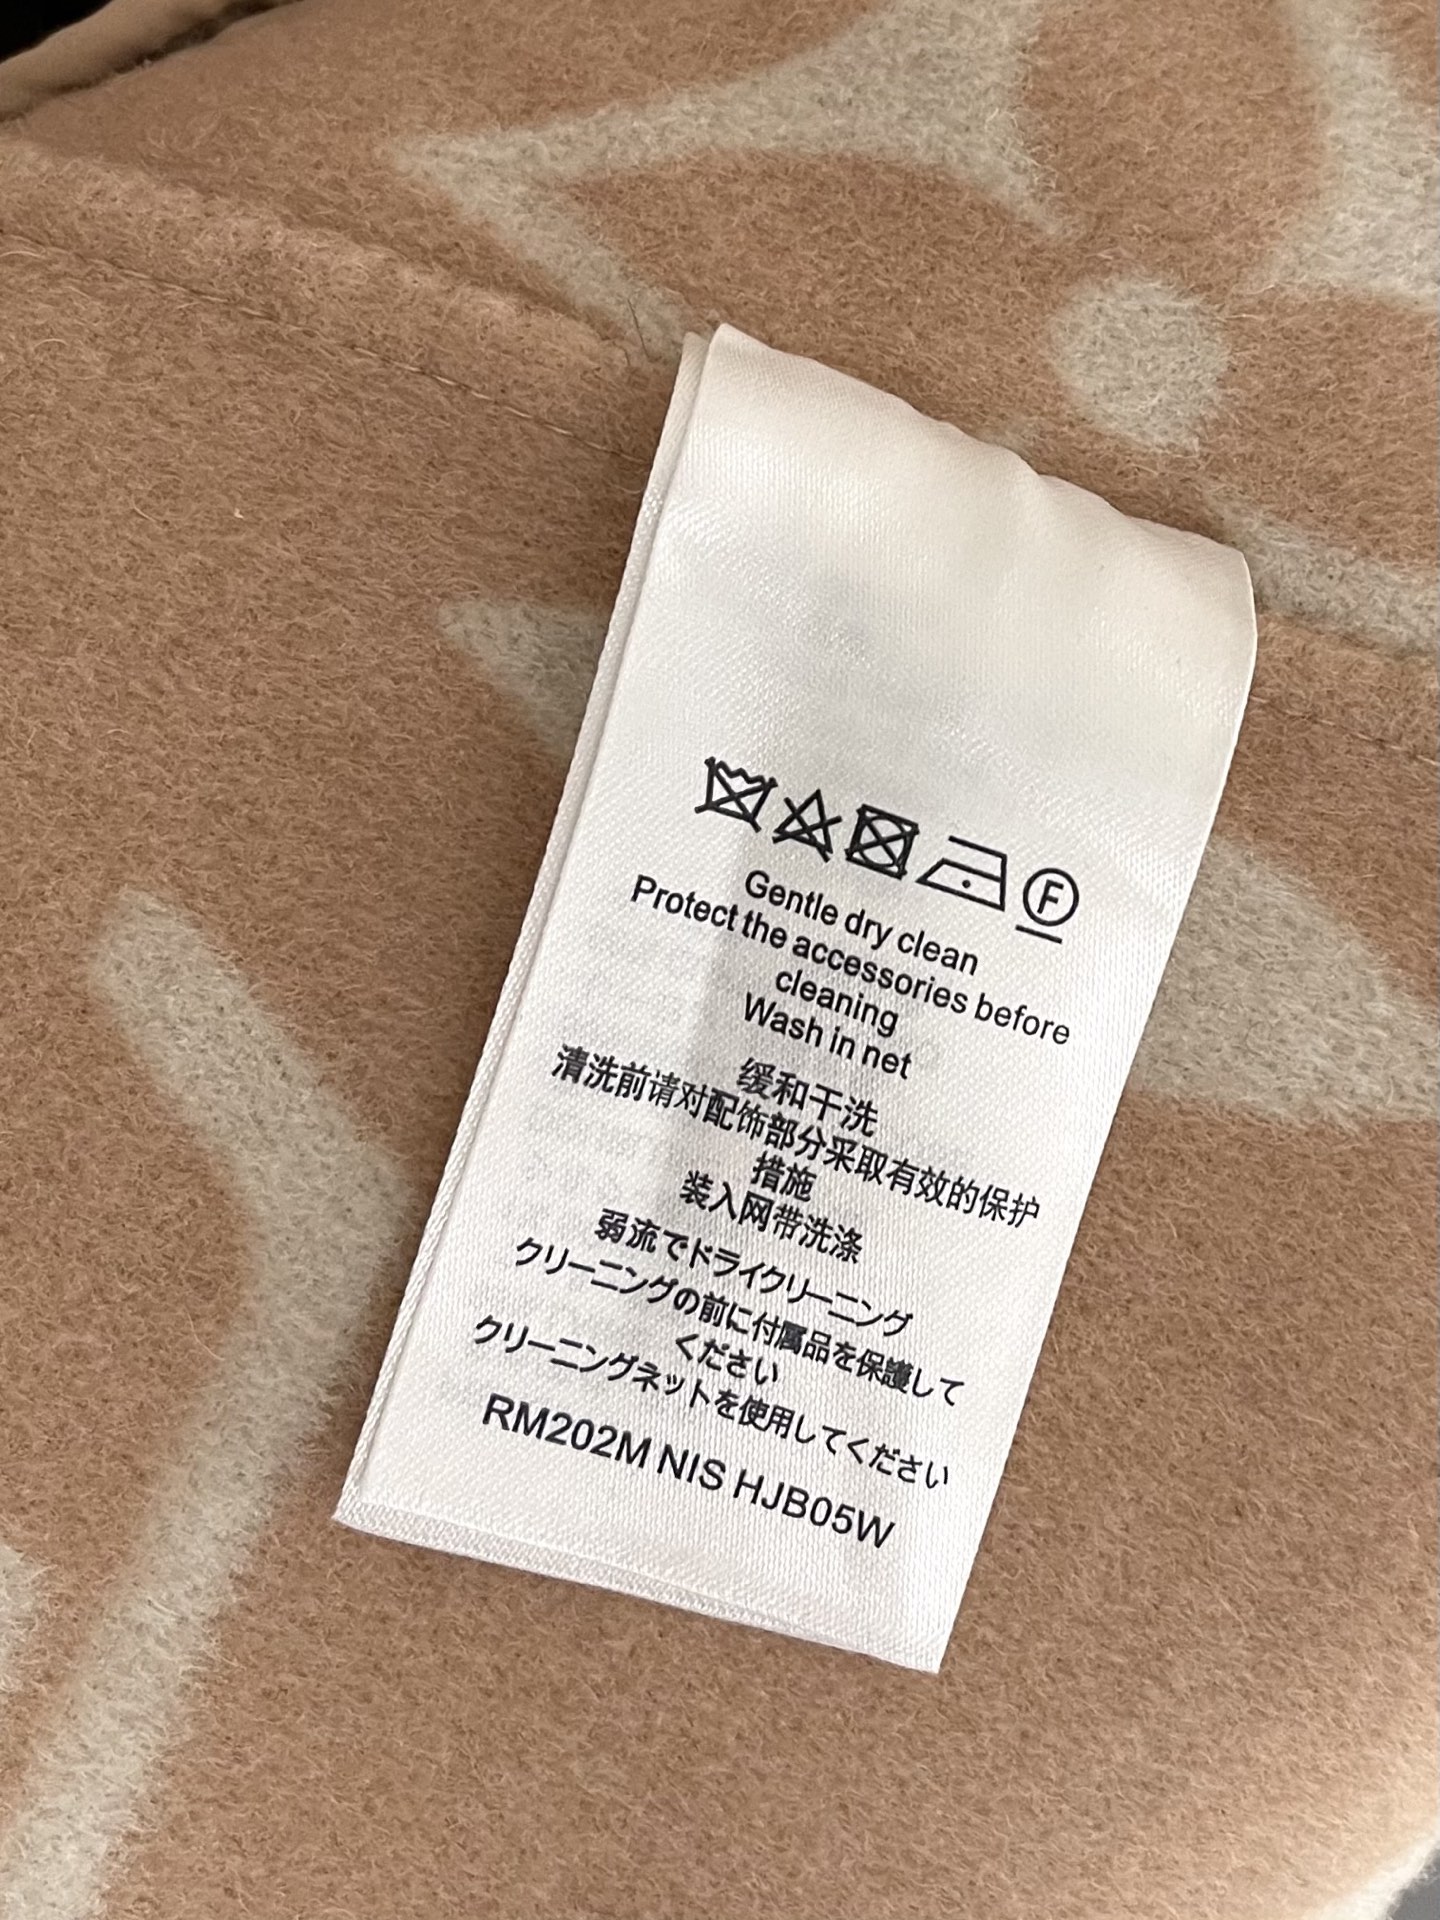 F
Gentle dry clean
Protect the accessories before
cleaning
Wash in net
缓和干洗
清洗前请对配饰部分采取有效的保护
措施
装入网带洗涤
弱流でドライクリーニング
クリーニングの前に付属品を保護して
ください
クリーニングネットを使用してください
RM202M NIS HJB05W